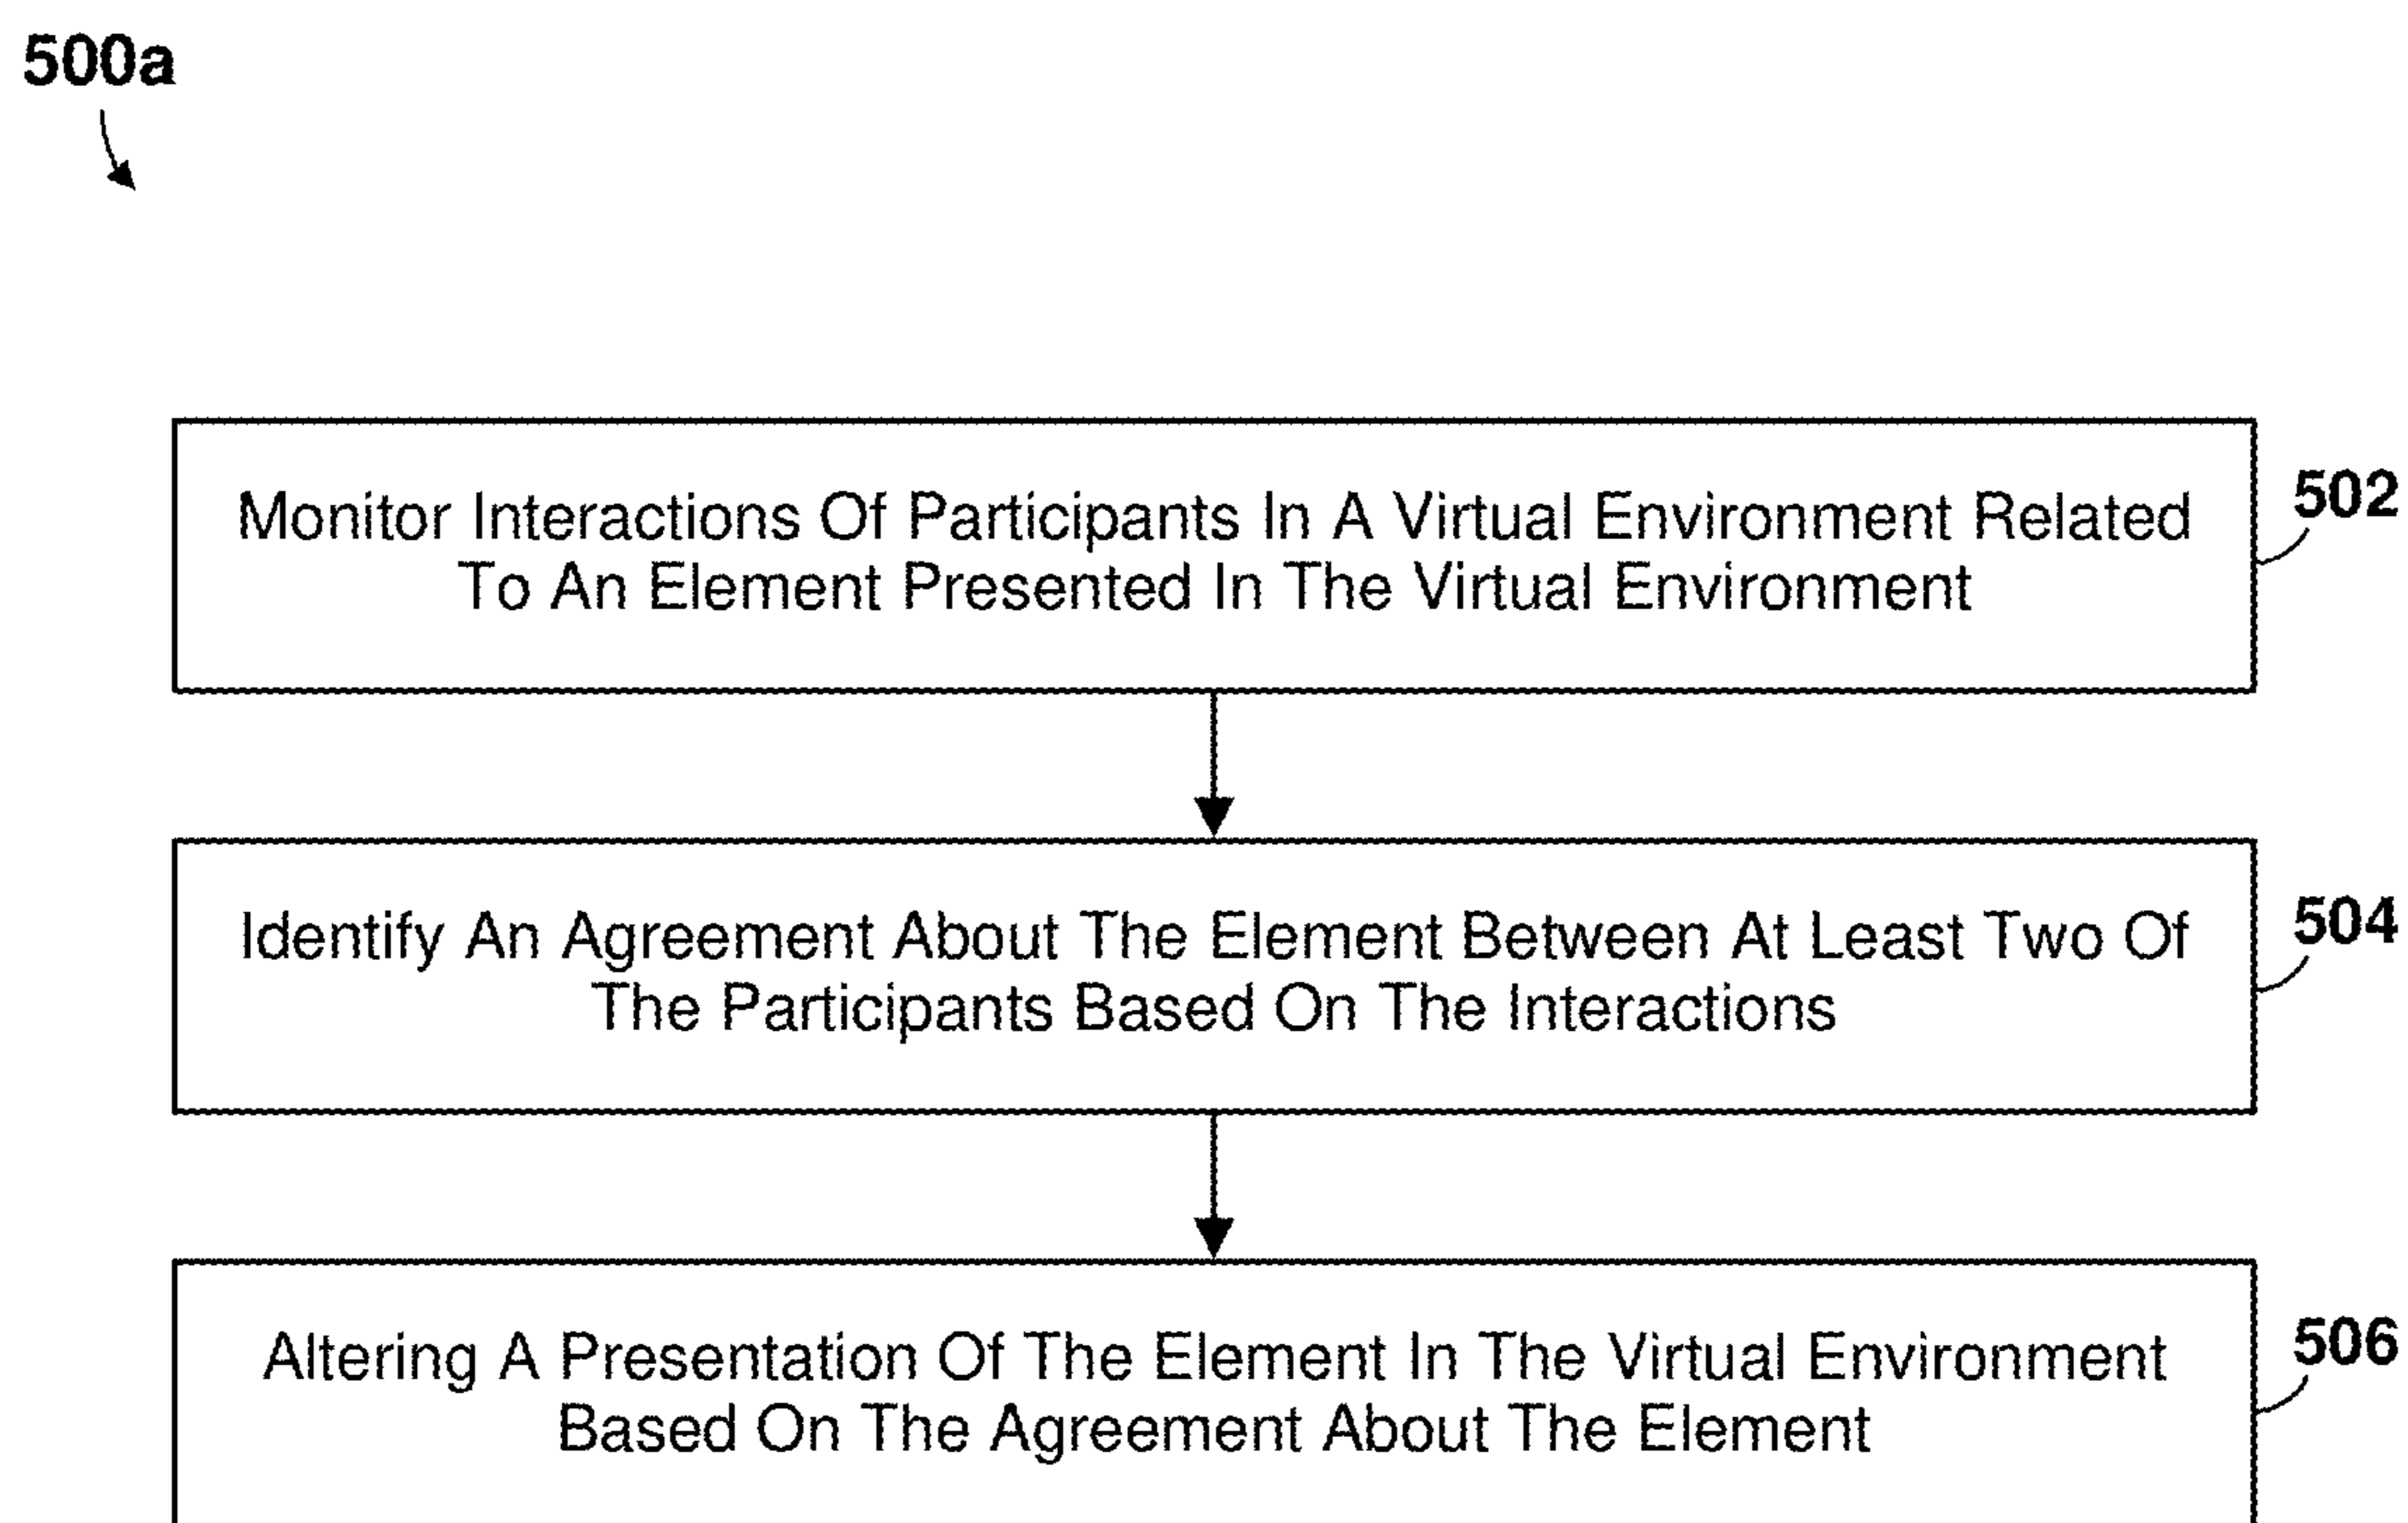 500a
Monitor Interactions Of Participants In A Virtual Environment Related
To An Element Presented In The Virtual Environment
502
Identify An Agreement About The Element Between At Least Two Of
The Participants Based On The Interactions
504
Altering A Presentation Of The Element In The Virtual Environment
Based On The Agreement About The Element
506